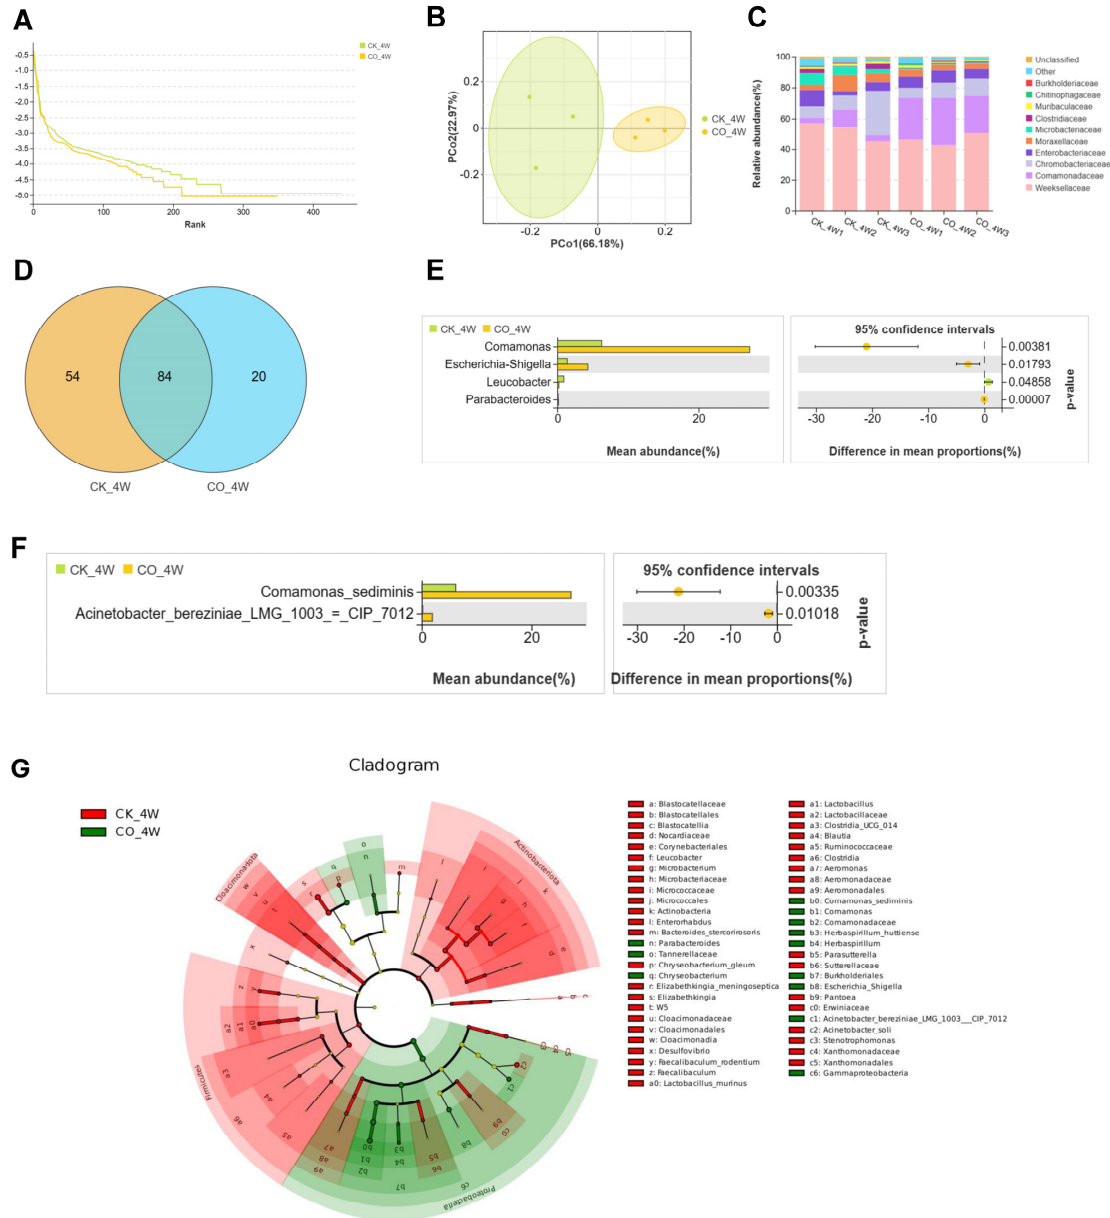 A
CK_4W
CO_4W
-0.5
-1.0
-1.5
-2.0
-2.5
-3.0
-3.5
-4.0
-4.5
-5.0
0 100 200 300 400
Rank
B
PCo2(22.97%)
0.2
0
-0.2
-0.2 0 0.2
PCo1(66.18%)
CK_4W
CO_4W
C
Relative abundance(%)
100
80
60
40
20
0
CK_4W1 CK_4W2 CK_4W3 CO_4W1 CO_4W2 CO_4W3
Unclassified
Other
Burkholderiaceae
Chitinophagaceae
Muribaculaceae
Clostridiaceae
Microbacteriaceae
Moraxellaceae
Enterobacteriaceae
Chromobacteriaceae
Comamonadaceae
Weeksellaceae
D
54 84 20
CK_4W CO_4W
E
CK_4W CO_4W
Comamonas
Escherichia-Shigella
Leucobacter
Parabacteroides
0 20
Mean abundance(%)
95% confidence intervals
0.00381
0.01793
0.04858
0.00007
p-value
-30 -20 -10 0
Difference in mean proportions(%)
F
CK_4W CO_4W
Comamonas_sediminis
Acinetobacter_bereziniae_LMG_1003_=_CIP_7012
0 20
Mean abundance(%)
95% confidence intervals
0.00335
0.01018
p-value
-30 -20 -10 0
Difference in mean proportions(%)
G
Cladogram
CK_4W
CO_4W
Cloacimonadota
Actinobacteriota
Firmicutes
Proteobacteria
a: Blastocatellaceae
b: Blastocatellales
c: Blastocatellia
d: Nocardiaceae
e: Corynebacteriales
f: Leucobacter
g: Microbacterium
h: Microbacteriaceae
i: Micrococcaceae
j: Micrococcales
k: Actinobacteria
l: Enterorhabdus
m: Bacteroides_stercorirosoris
n: Parabacteroides
o: Tannerellaceae
p: Chryseobacterium_gleum
q: Chryseobacterium
r: Elizabethkingia_meningoseptica
s: Elizabethkingia
t: W5
u: Cloacimonadaceae
v: Cloacimonadales
w: Cloacimonadia
x: Desulfovibrio
y: Faecalibaculum_rodentium
z: Faecalibaculum
a0: Lactobacillus_murinus
a1: Lactobacillus
a2: Lactobacillaceae
a3: Clostridia_UCG_014
a4: Blautia
a5: Ruminococcaceae
a6: Clostridia
a7: Aeromonas
a8: Aeromonadaceae
a9: Aeromonadales
b0: Comamonas_sediminis
b1: Comamonas
b2: Comamonadaceae
b3: Herbaspirillum_huttiense
b4: Herbaspirillum
b5: Parasutterella
b6: Sutterellaceae
b7: Burkholderiales
b8: Escherichia_Shigella
b9: Pantoea
c0: Erwiniaceae
c1: Acinetobacter_bereziniae_LMG_1003___CIP_7012
c2: Acinetobacter_soli
c3: Stenotrophomonas
c4: Xanthomonadaceae
c5: Xanthomonadales
c6: Gammaproteobacteria